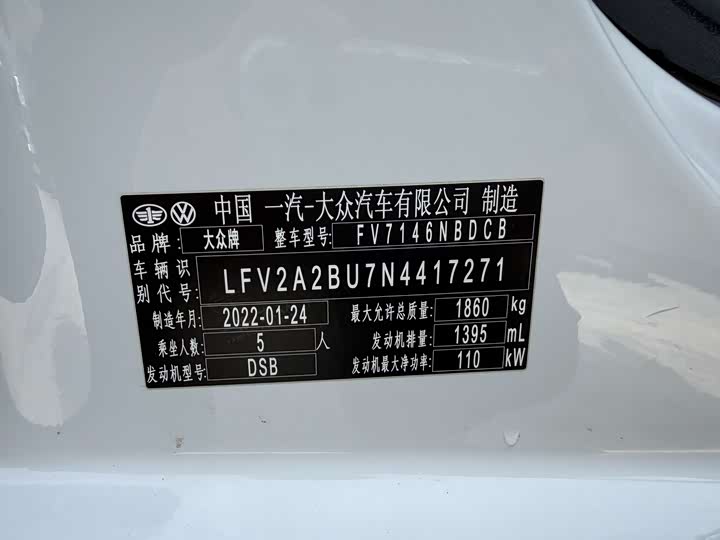 中国 一汽-大众汽车有限公司 制造
品牌: 大众牌 整车型号: FV7146NBDCB
车辆识别代号: LFV2A2BU7N4417271
制造年月: 2022-01-24 最大允许总质量: 1860 kg
乘坐人数: 5 人 发动机排量: 1395 mL
发动机型号: DSB 发动机最大净功率: 110 kW